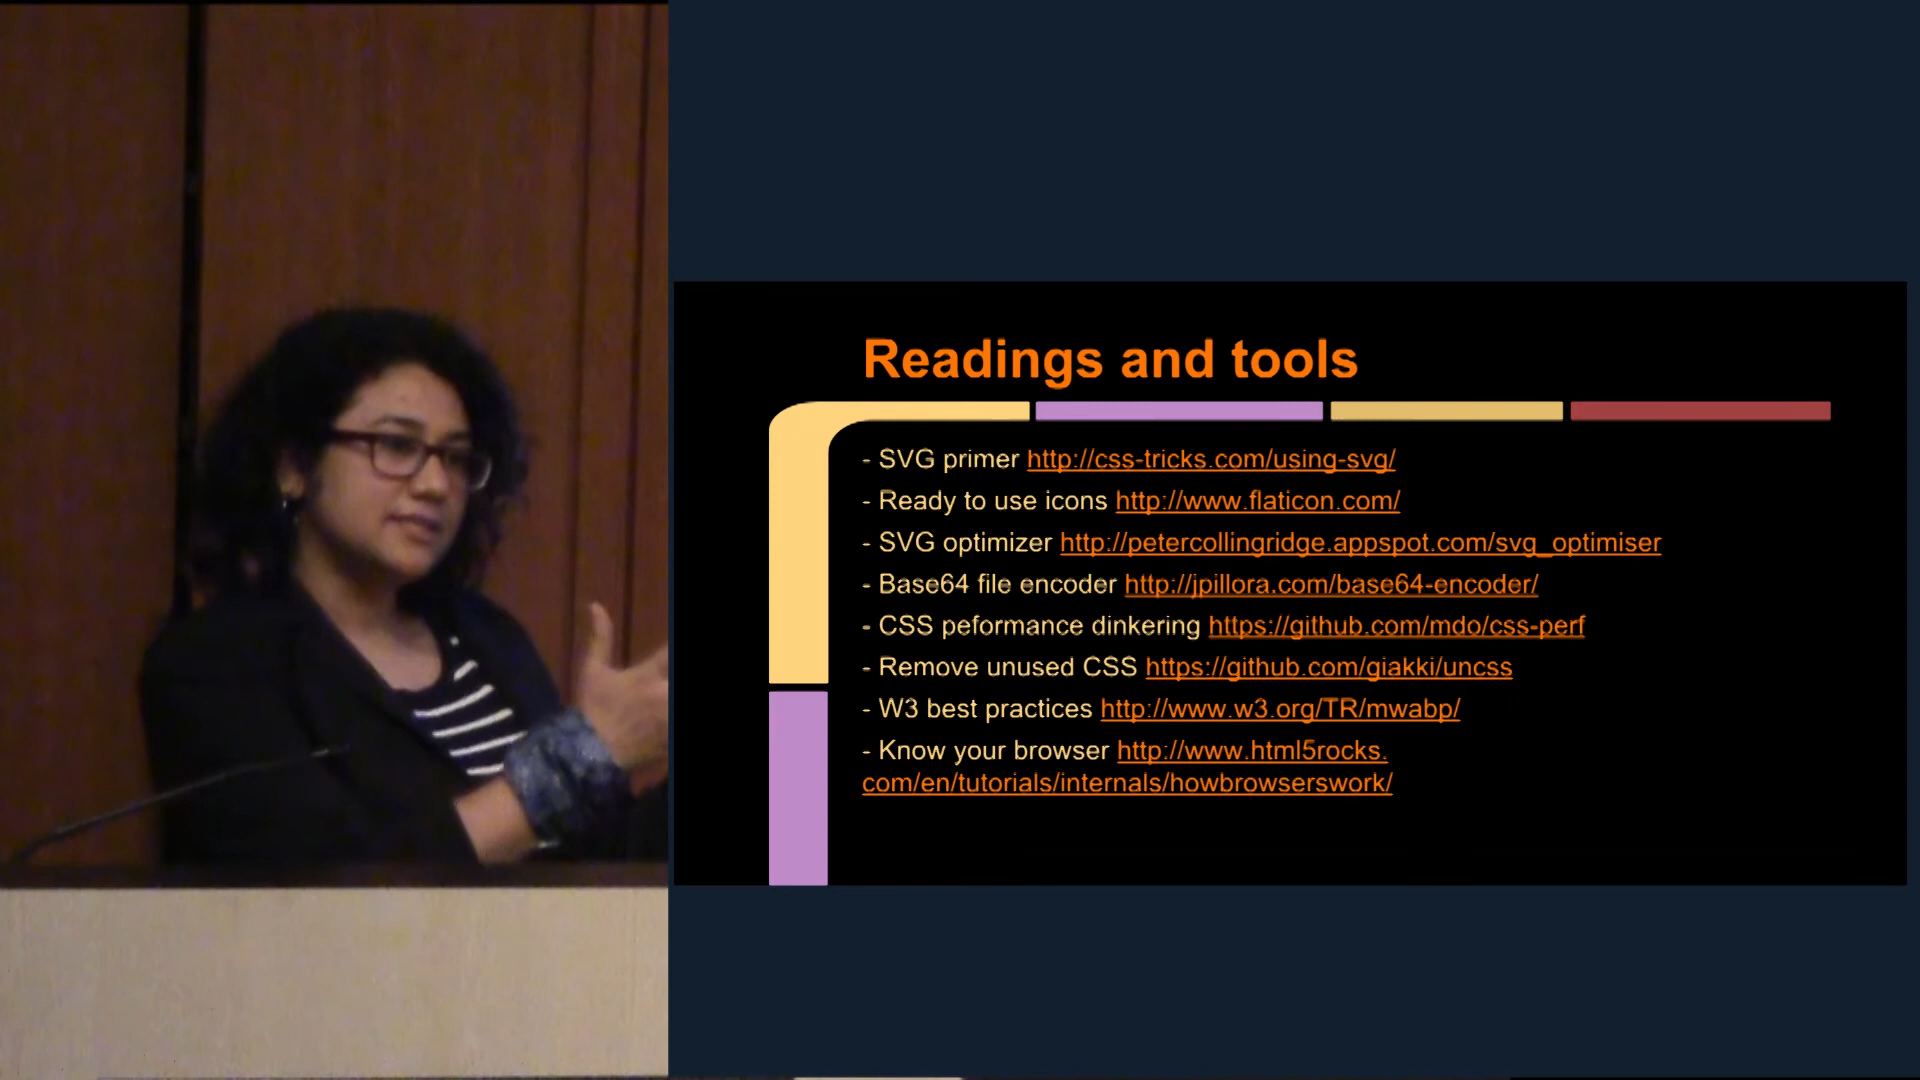 Readings and tools
- SVG primer http://css-tricks.com/using-svg/
- Ready to use icons http://www.flaticon.com/
- SVG optimizer http://petercollingridge.appspot.com/svg_optimiser
- Base64 file encoder http://jpillora.com/base64-encoder/
- CSS peformance dinkering https://github.com/mdo/css-perf
- Remove unused CSS https://github.com/giakki/uncss
- W3 best practices http://www.w3.org/TR/mwabp/
- Know your browser http://www.html5rocks.
com/en/tutorials/internals/howbrowserswork/